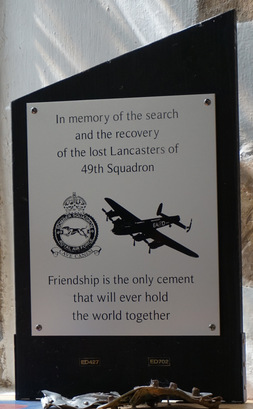 In memory of the search
and the recovery
of the lost Lancasters of
49th Squadron
Friendship is the only cement
that will ever hold
the world together